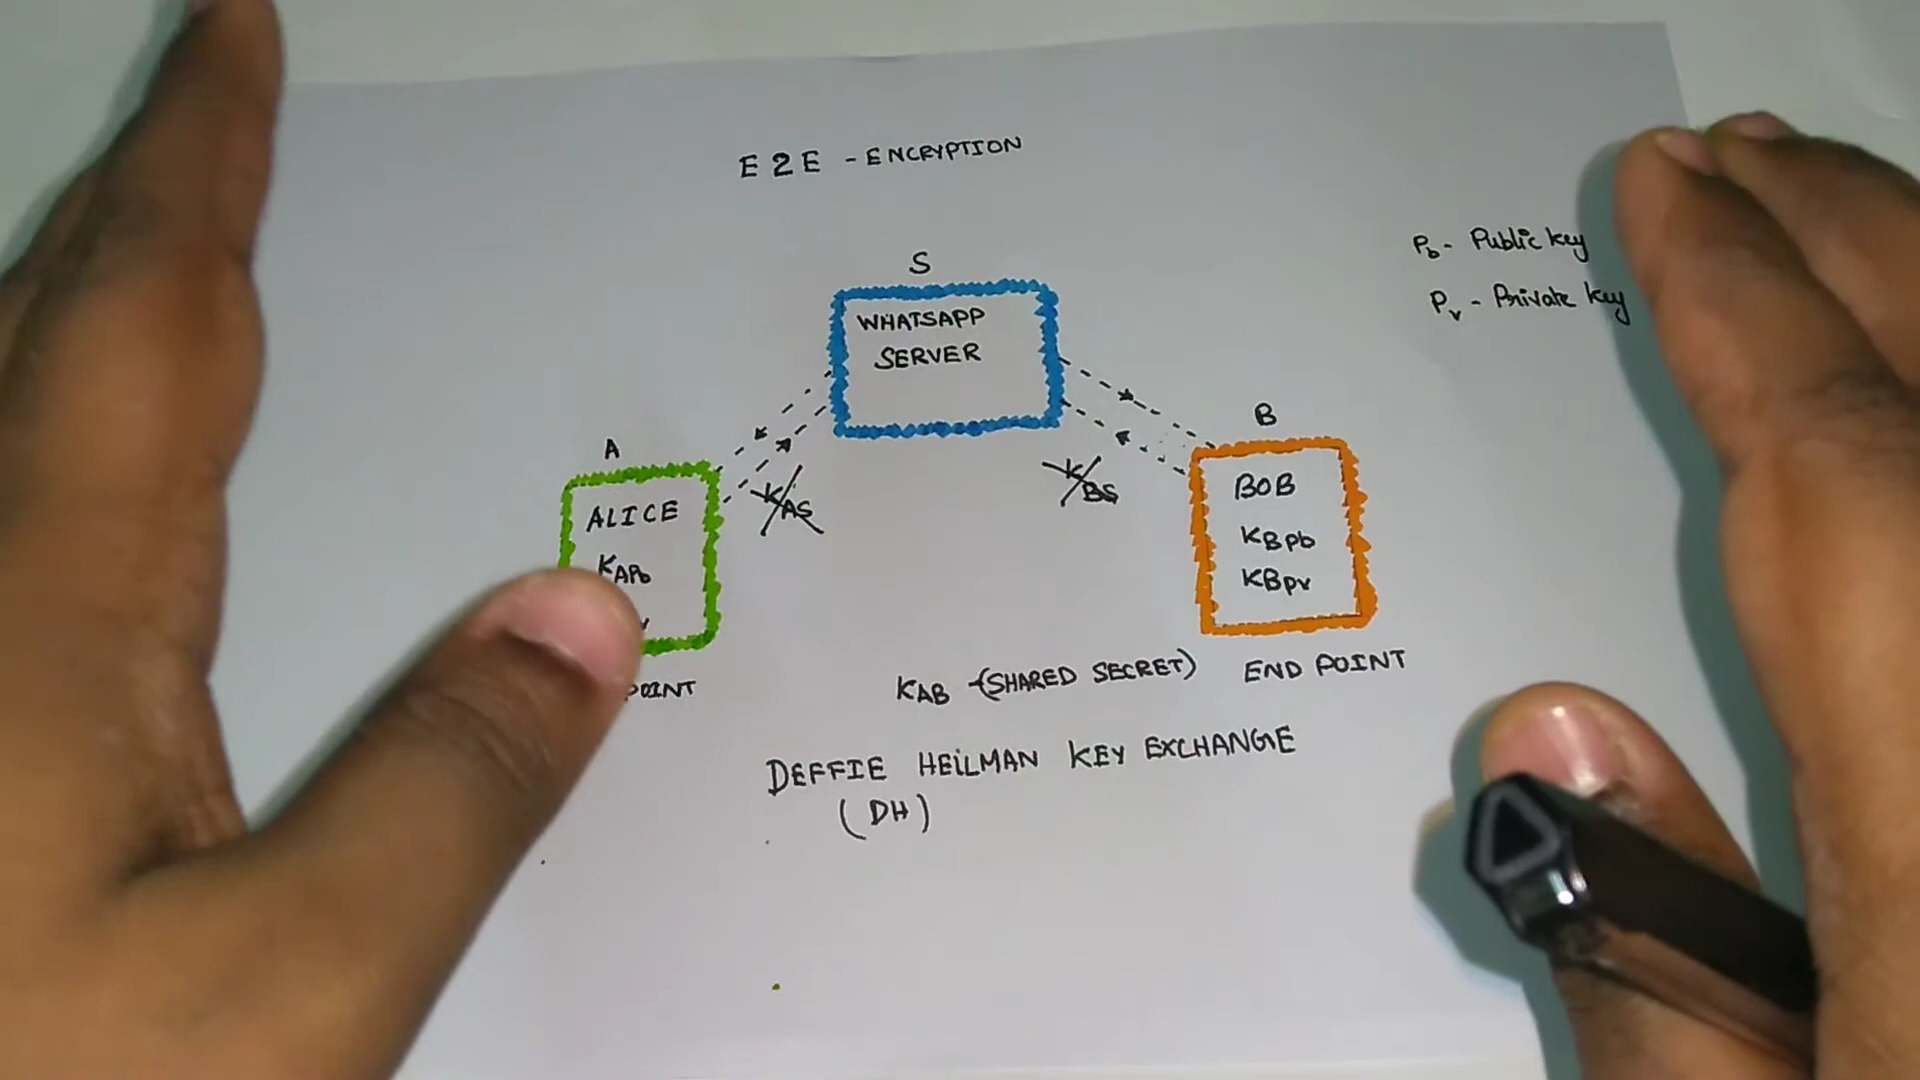 E2E - ENCRYPTION
Pb - Public key
Pv - Private key
S
WHATSAPP
SERVER
A
ALICE
KAPb
POINT
KAS
KBS
B
BOB
KBPb
KBPv
END POINT
KAB - (SHARED SECRET)
DEFFIE HEILMAN KEY EXCHANGE
(DH)